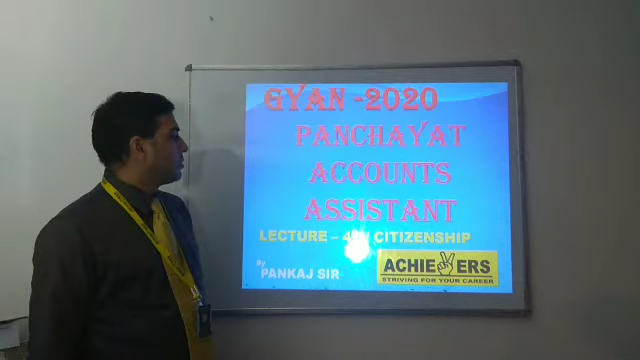 GYAN -2020
PANCHAYAT
ACCOUNTS
ASSISTANT
LECTURE – CITIZENSHIP
By
PANKAJ SIR
ACHIEVERS
STRIVING FOR YOUR CAREER